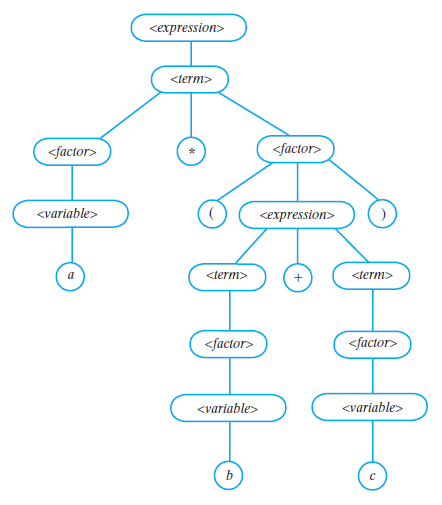 <expression>
<term>
<factor> * <factor>
<variable> ( <expression> )
a <term> + <term>
<factor> <factor>
<variable> <variable>
b c